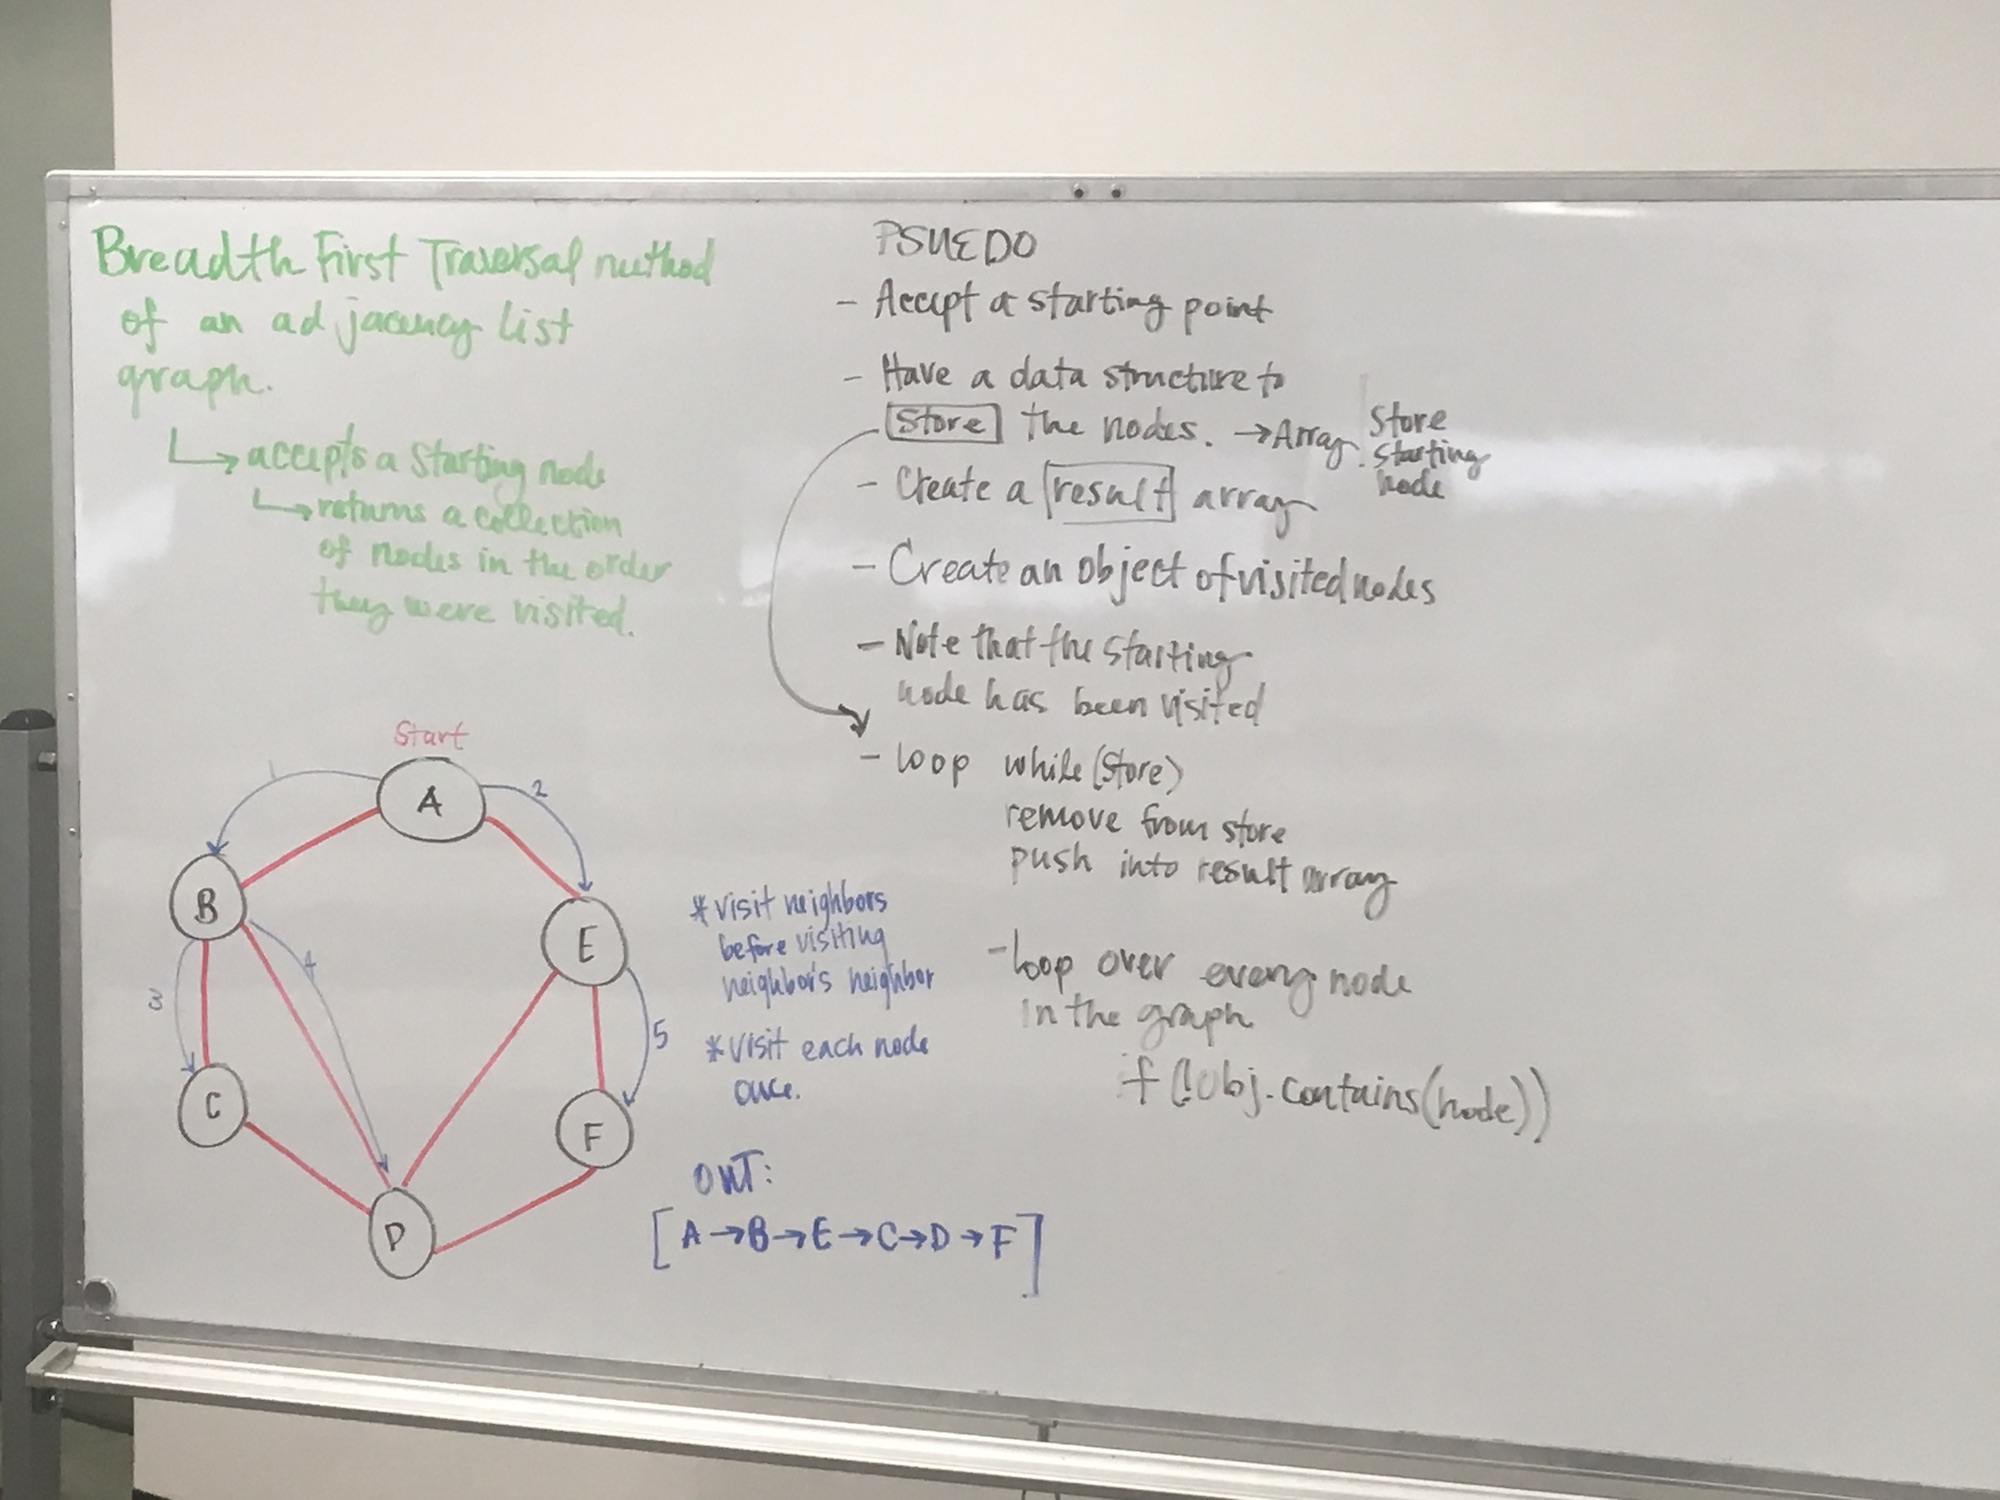 Breadth First Traversal method
of an adjacency list
graph.
accepts a starting node
returns a collection
of nodes in the order
they were visited.
Start
A
B
C
D
E
F
1
2
3
4
5
*visit neighbors
before visiting
neighbor's neighbor
*visit each node
once.
OUT:
[A→B→E→C→D→F]
PSUEDO
- Accept a starting point
- Have a data structure to
store the nodes. → Array.
Store
starting
node
- Create a result array
- Create an object of visited nodes
- Note that the starting
node has been visited
- loop while (store)
remove from store
push into result array
- loop over every node
in the graph
if (!obj.contains(node))